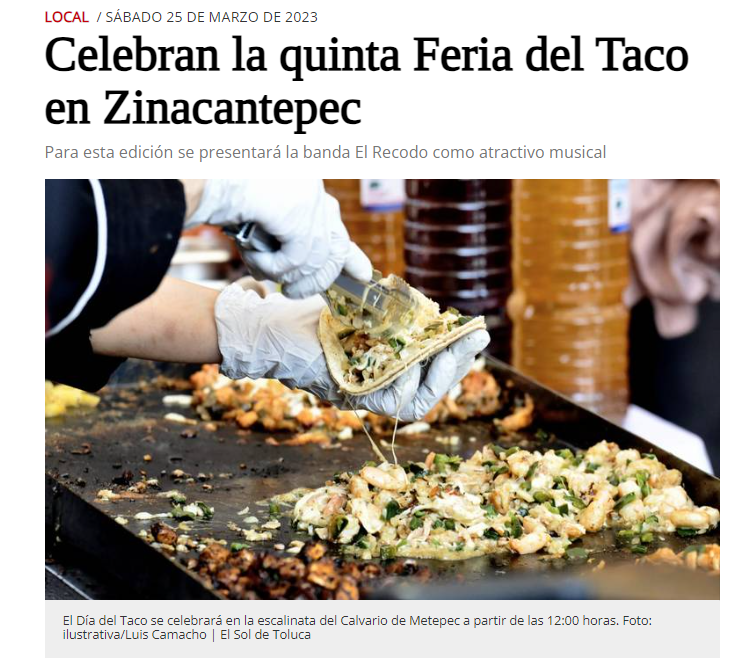 LOCAL / SÁBADO 25 DE MARZO DE 2023
Celebran la quinta Feria del Taco
en Zinacantepec
Para esta edición se presentará la banda El Recodo como atractivo musical
El Día del Taco se celebrará en la escalinata del Calvario de Metepec a partir de las 12:00 horas. Foto:
ilustrativa/Luis Camacho | El Sol de Toluca